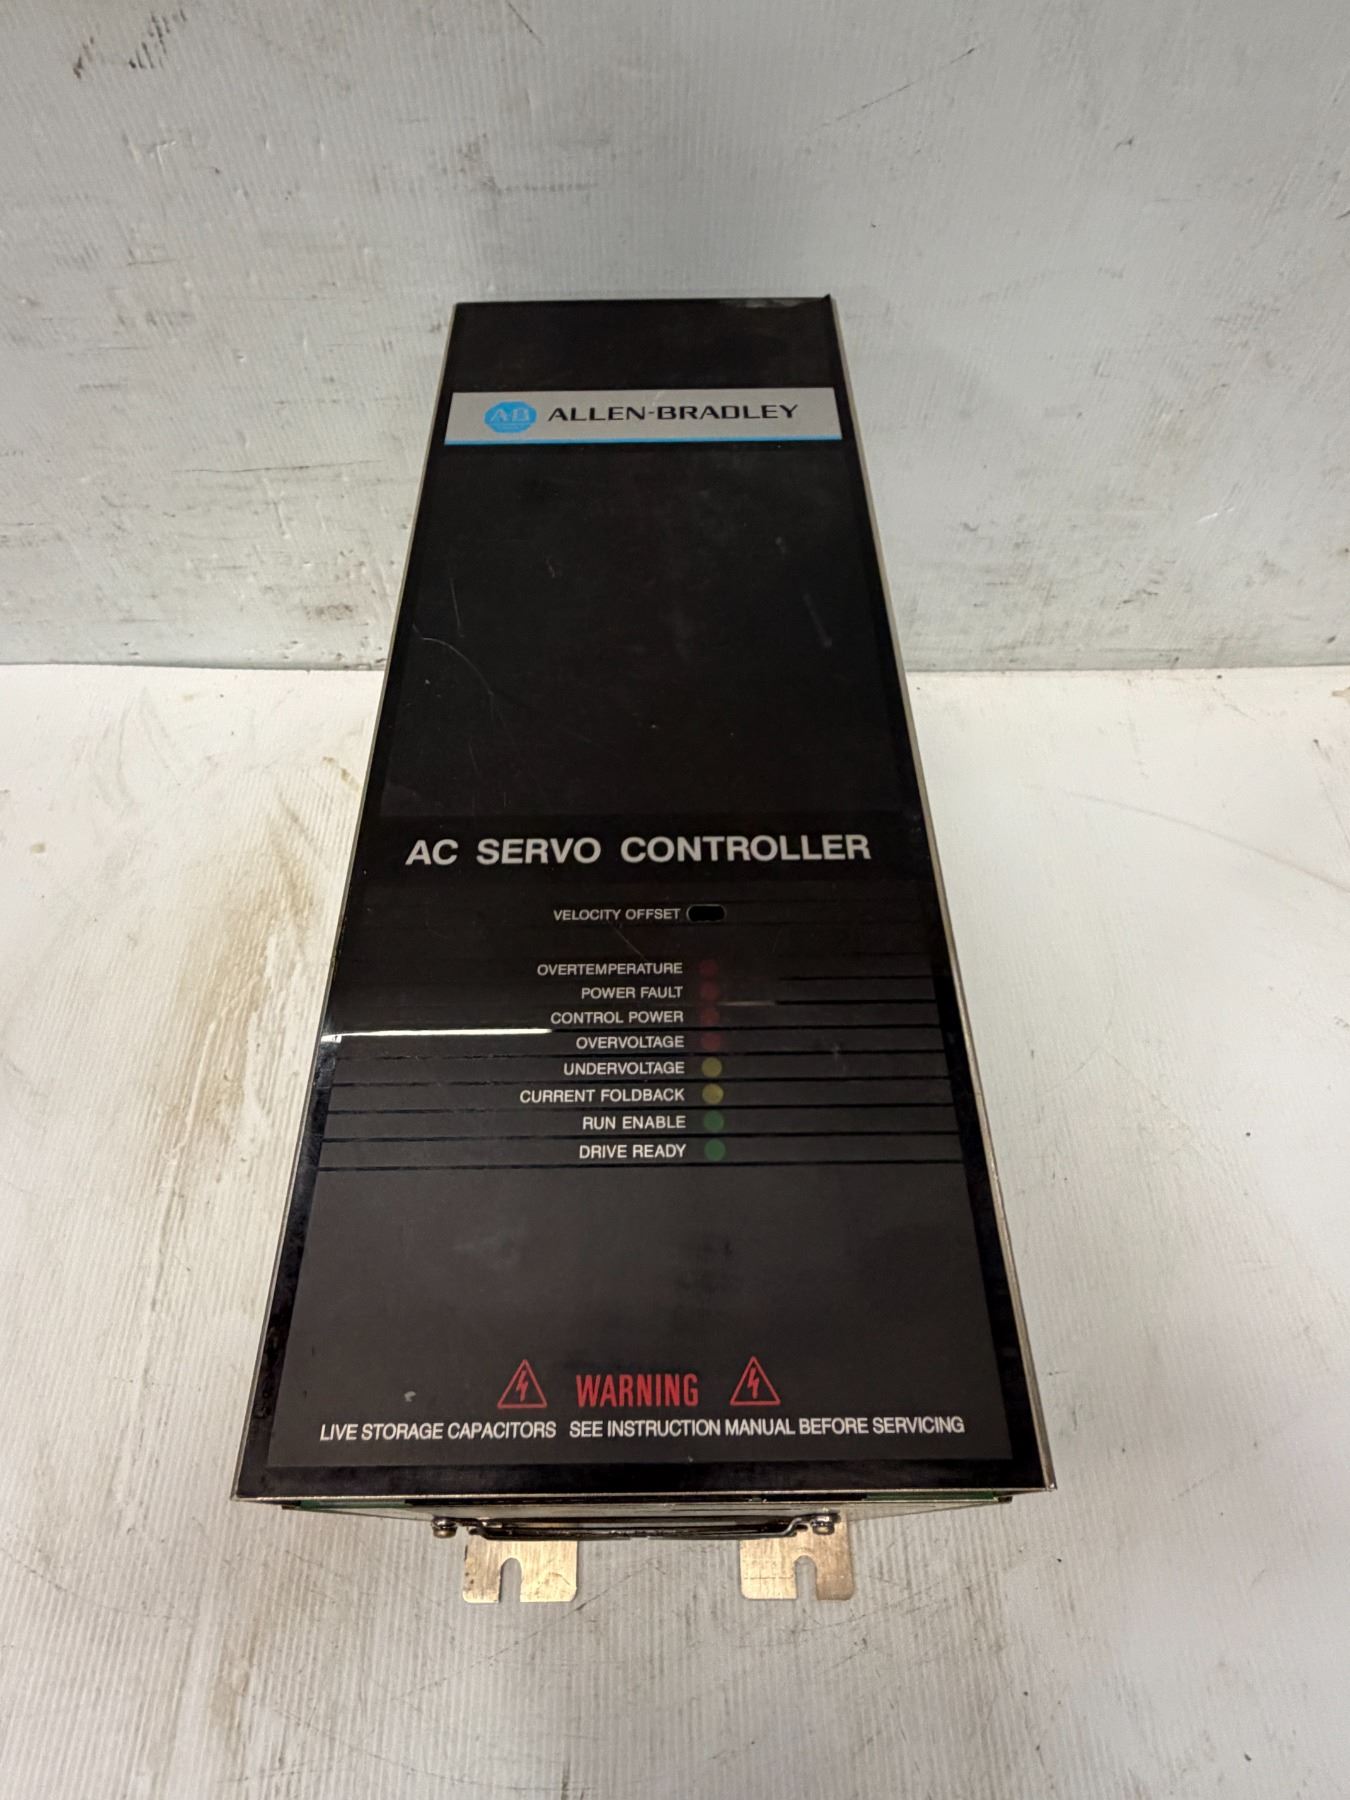 A-B ALLEN-BRADLEY
AC SERVO CONTROLLER
VELOCITY OFFSET
OVERTEMPERATURE
POWER FAULT
CONTROL POWER
OVERVOLTAGE
UNDERVOLTAGE
CURRENT FOLDBACK
RUN ENABLE
DRIVE READY
WARNING
LIVE STORAGE CAPACITORS SEE INSTRUCTION MANUAL BEFORE SERVICING